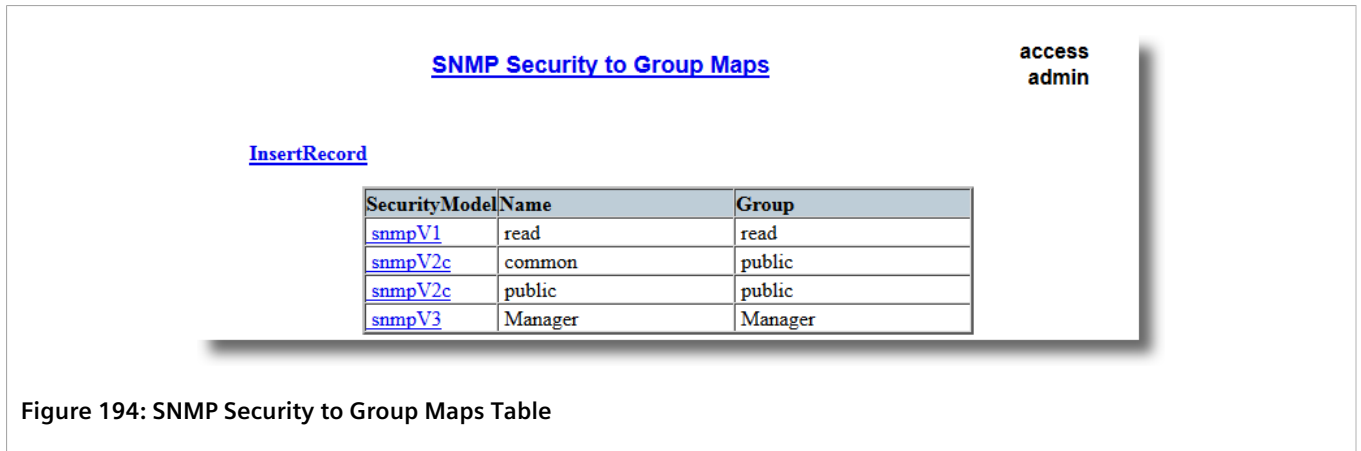 SNMP Security to Group Maps
access
admin
InsertRecord
SecurityModel Name Group
snmpV1 read read
snmpV2c common public
snmpV2c public public
snmpV3 Manager Manager
Figure 194: SNMP Security to Group Maps Table